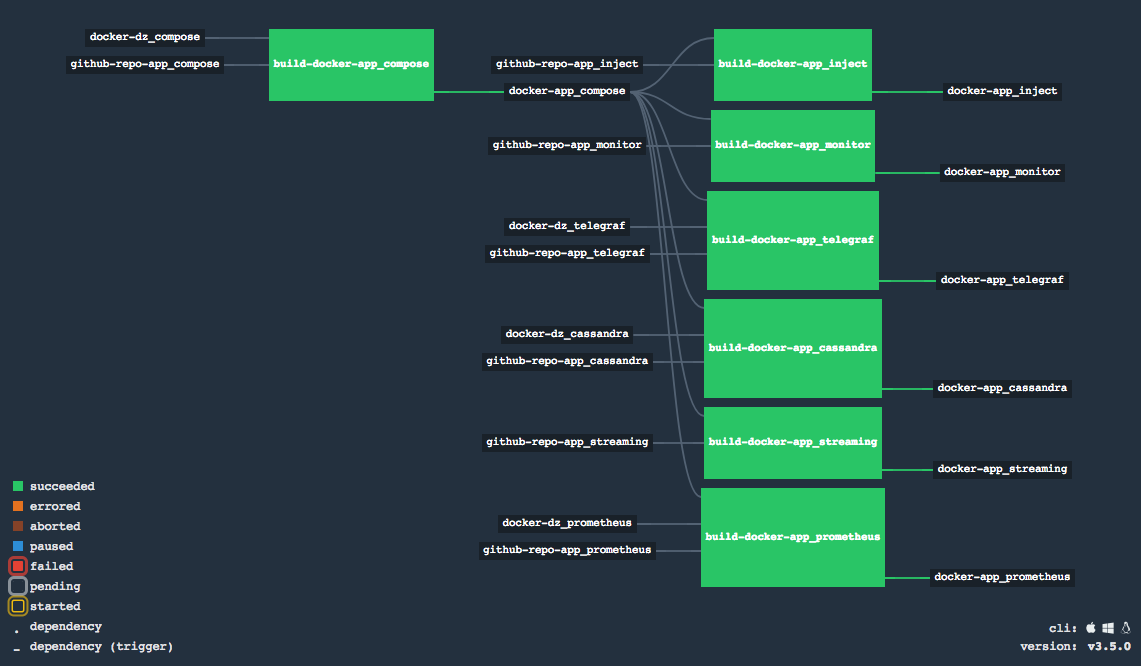 docker-dz_compose
github-repo-app_compose
build-docker-app_compose
github-repo-app_inject
docker-app_compose
build-docker-app_inject
docker-app_inject
github-repo-app_monitor
build-docker-app_monitor
docker-app_monitor
docker-dz_telegraf
github-repo-app_telegraf
build-docker-app_telegraf
docker-app_telegraf
docker-dz_cassandra
github-repo-app_cassandra
build-docker-app_cassandra
docker-app_cassandra
github-repo-app_streaming
build-docker-app_streaming
docker-app_streaming
docker-dz_prometheus
github-repo-app_prometheus
build-docker-app_prometheus
docker-app_prometheus
succeeded
errored
aborted
paused
failed
pending
started
. dependency
– dependency (trigger)
cli:
version: v3.5.0